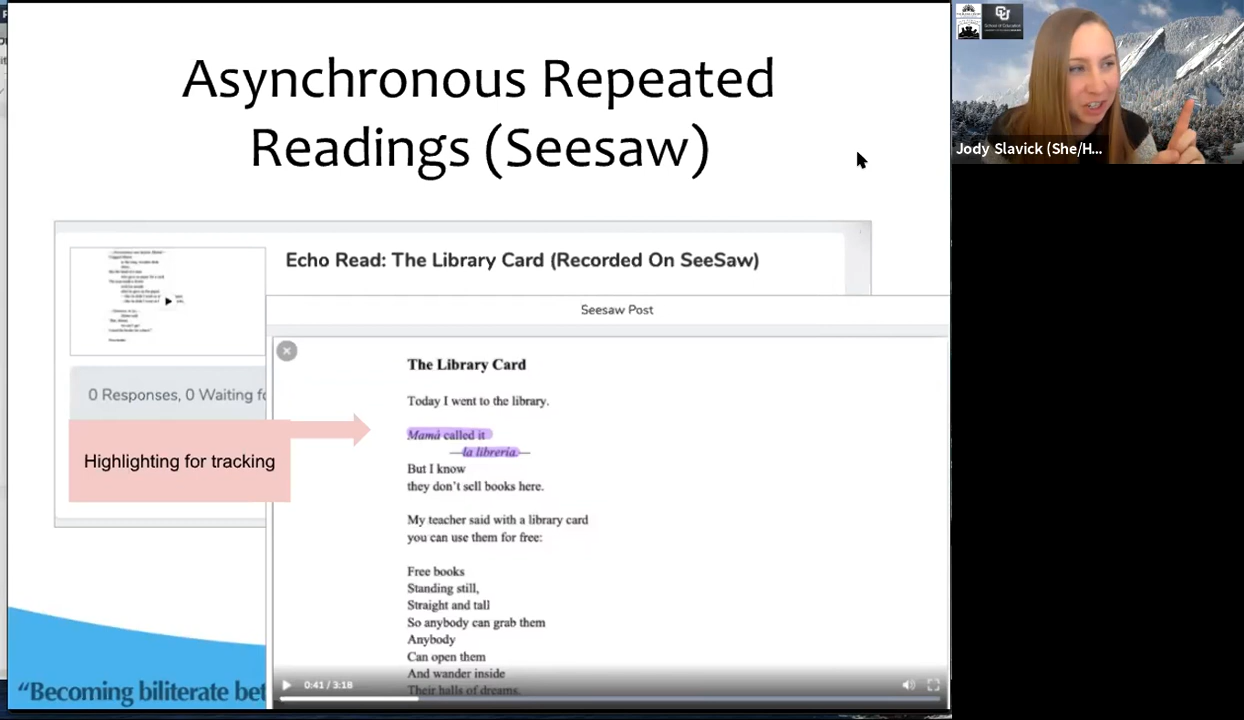 Asynchronous Repeated
Readings (Seesaw)
Jody Slavick (She/H...
Echo Read: The Library Card (Recorded On SeeSaw)
Seesaw Post
0 Responses, 0 Waiting fo
Highlighting for tracking
The Library Card
Today I went to the library.
Mamá called it
—la librería.—
But I know
they don't sell books here.
My teacher said with a library card
you can use them for free:
Free books
Standing still,
Straight and tall
So anybody can grab them
Anybody
Can open them
And wander inside
Their halls of dreams.
0:41 / 3:18
"Becoming biliterate bet
CU
School of Education